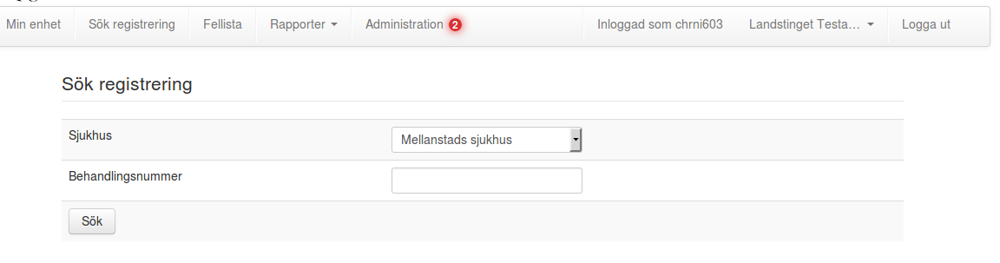 Min enhet Sök registrering Fellista Rapporter Administration 2 Inloggad som chrni603 Landstinget Testa... Logga ut
Sök registrering
Sjukhus Mellanstads sjukhus
Behandlingsnummer
Sök